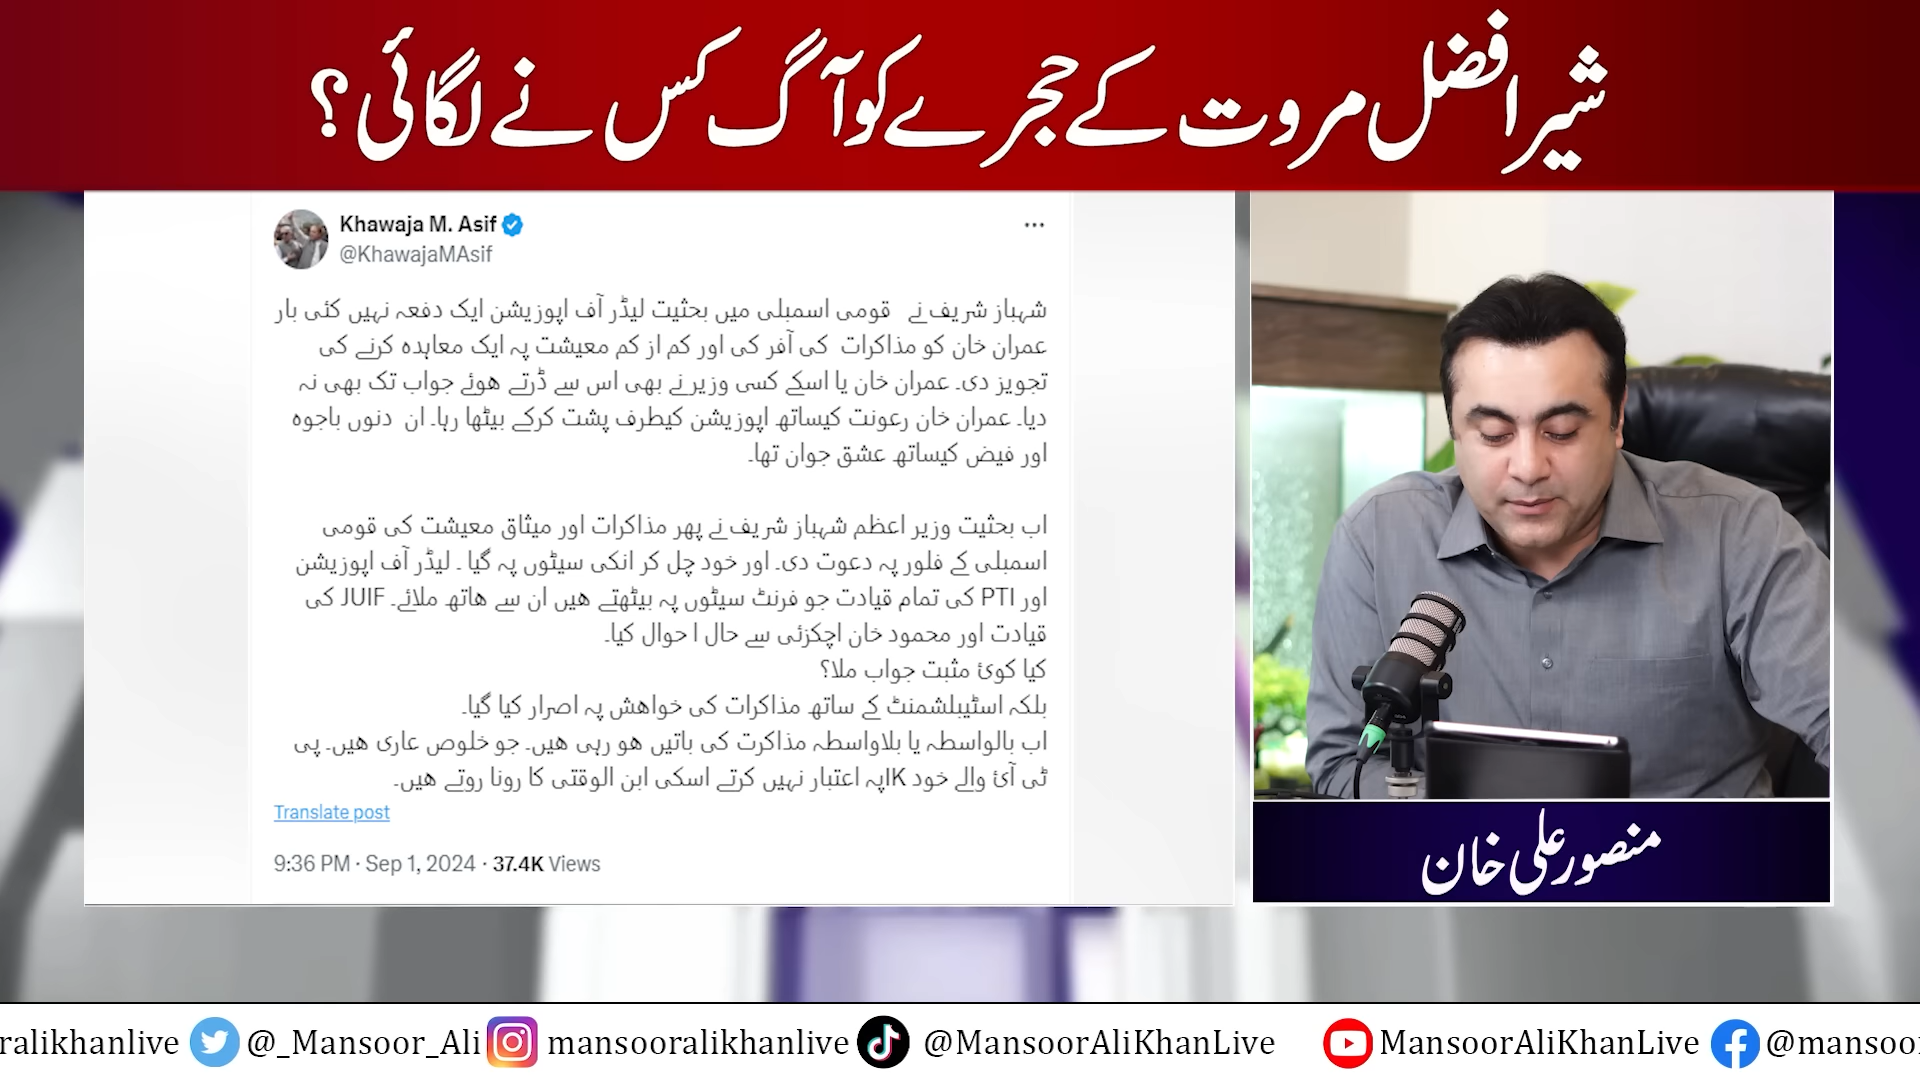 شیر افضل مروت کے حجرے کو آگ کس نے لگائی؟
Khawaja M. Asif
@KhawajaMAsif
شہباز شریف نے قومی اسمبلی میں بحثیت لیڈر آف اپوزیشن ایک دفعہ نہیں کئی بار
عمران خان کو مذاکرات کی آفر کی اور کم از کم معیشت پہ ایک معاہدہ کرنے کی
تجویز دی۔ عمران خان یا اسکے کسی وزیر نے بھی اس سے ڈرتے ھوئے جواب تک بھی نہ
دیا۔ عمران خان رعونت کیساتھ اپوزیشن کیطرف پشت کرکے بیٹھا رہا۔ ان دنوں باجوہ
اور فیض کیساتھ عشق جوان تھا۔
اب بحثیت وزیر اعظم شہباز شریف نے پھر مذاکرات اور میثاق معیشت کی قومی
اسمبلی کے فلور پہ دعوت دی۔ اور خود چل کر انکی سیٹوں پہ گیا ۔ لیڈر آف اپوزیشن
اور PTI کی تمام قیادت جو فرنٹ سیٹوں پہ بیٹھتے ھیں ان سے ھاتھ ملائے۔ JUIF کی
قیادت اور محمود خان اچکزئی سے حال ا حوال کیا۔
کیا کوئ مثبت جواب ملا؟
بلکہ اسٹیبلشمنٹ کے ساتھ مذاکرات کی خواھش پہ اصرار کیا گیا۔
اب بالواسطہ یا بلاواسطہ مذاکرت کی باتیں ھو رہی ھیں۔ جو خلوص عاری ھیں۔ پی
ٹی آئ والے خود IKپہ اعتبار نہیں کرتے اسکی ابن الوقتی کا رونا روتے ھیں۔
Translate post
9:36 PM · Sep 1, 2024 · 37.4K Views
منصور علی خان
ralikhanlive @_Mansoor_Ali mansooralikhanlive @MansoorAliKhanLive MansoorAliKhanLive @mansoo